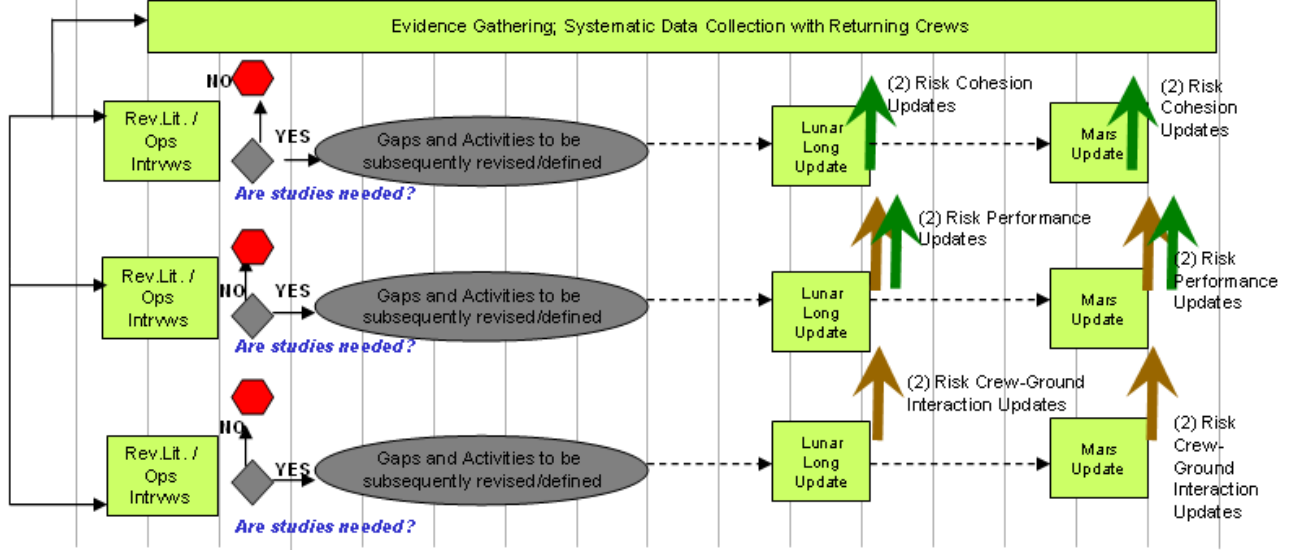 Evidence Gathering; Systematic Data Collection with Returning Crews
NO
Rev.Lit. /
Ops
Intrvws
YES
Gaps and Activities to be
subsequently revised/defined
Are studies needed?
Lunar
Long
Update
(2) Risk Cohesion
Updates
Mars
Update
(2) Risk
Cohesion
Updates
Rev.Lit. /
Ops
Intrvws
NO
YES
Gaps and Activities to be
subsequently revised/defined
Are studies needed?
Lunar
Long
Update
(2) Risk Performance
Updates
Mars
Update
(2) Risk
Performance
Updates
NO
Rev.Lit. /
Ops
Intrvws
YES
Gaps and Activities to be
subsequently revised/defined
Are studies needed?
Lunar
Long
Update
(2) Risk Crew-Ground
Interaction Updates
Mars
Update
(2) Risk
Crew-
Ground
Interaction
Updates